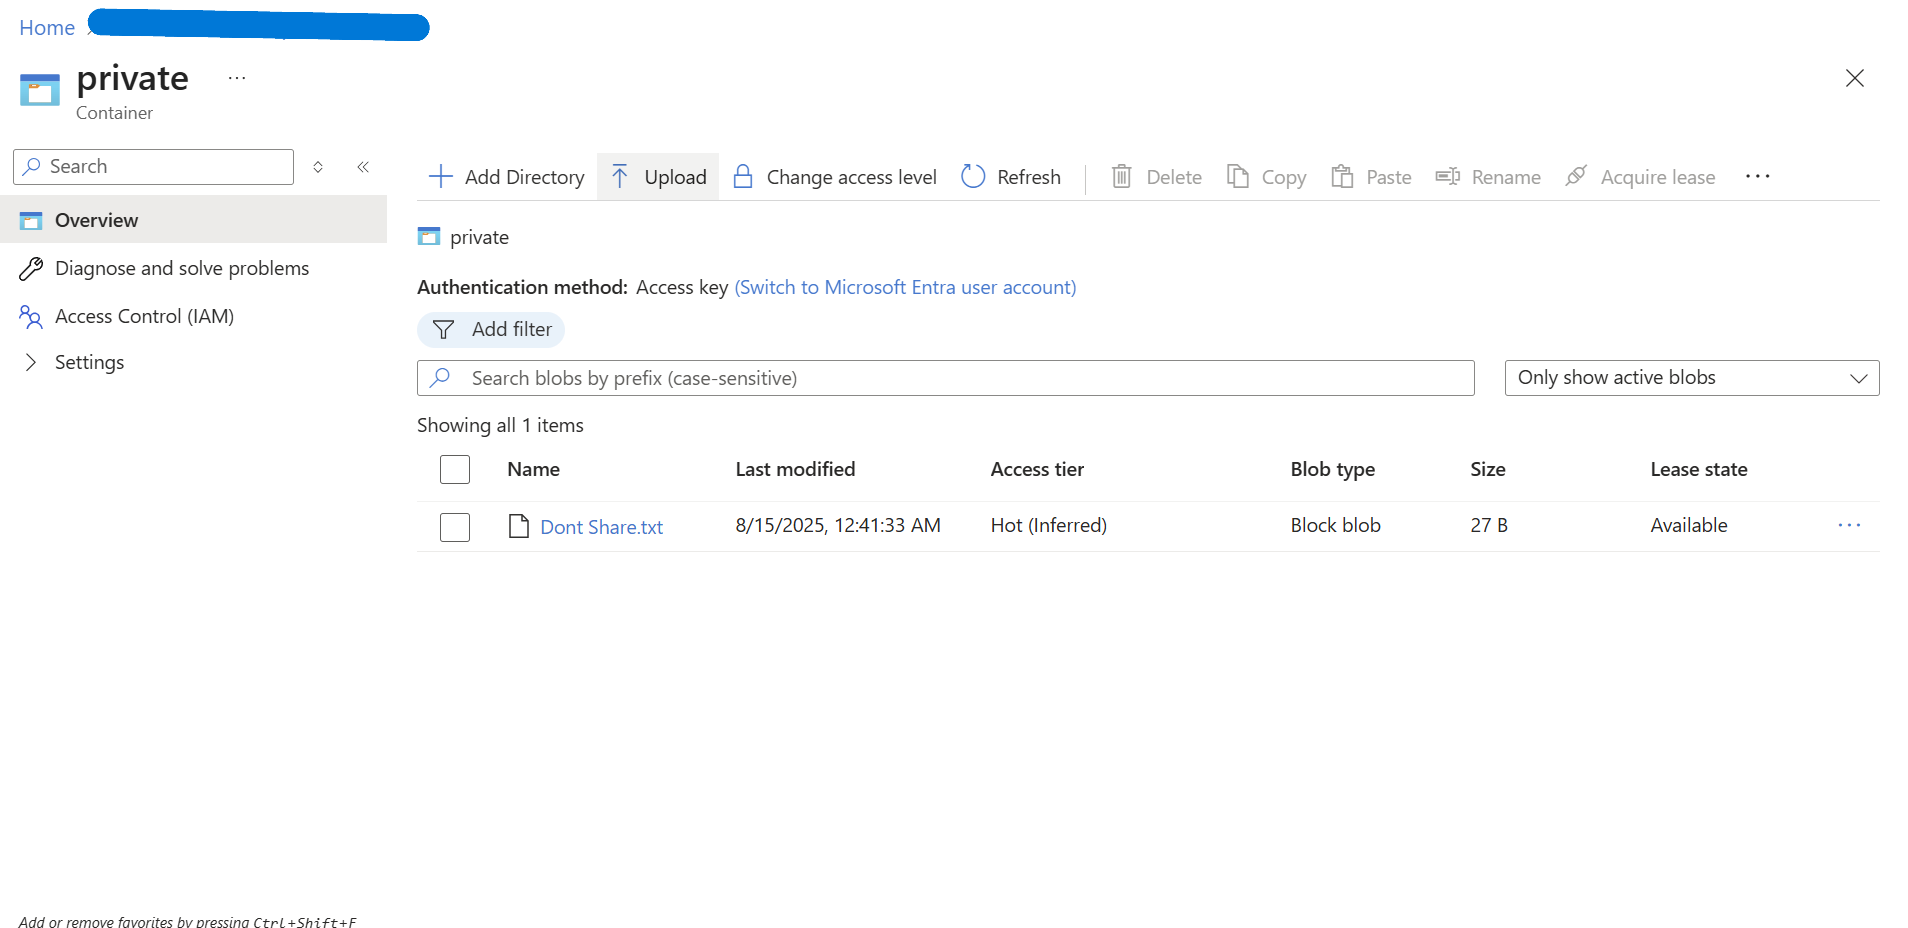 Home
private ...
Container
Search
Overview
Diagnose and solve problems
Access Control (IAM)
Settings
Add Directory Upload Change access level Refresh Delete Copy Paste Rename Acquire lease ...
private
Authentication method: Access key (Switch to Microsoft Entra user account)
Add filter
Search blobs by prefix (case-sensitive) Only show active blobs
Showing all 1 items
Name Last modified Access tier Blob type Size Lease state
Dont Share.txt 8/15/2025, 12:41:33 AM Hot (Inferred) Block blob 27 B Available ...
Add or remove favorites by pressing Ctrl+Shift+F